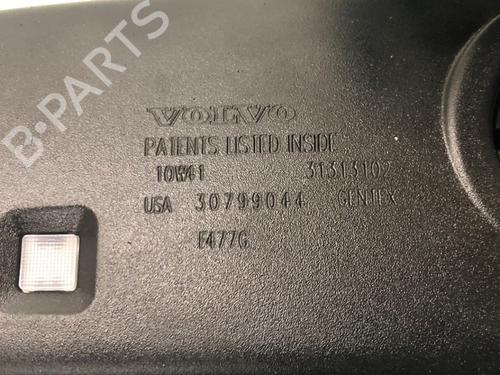 VOLVO
PATENTS LISTED INSIDE
10W41 31313102
USA 30799044 GENTEX
E477G
B-PARTS